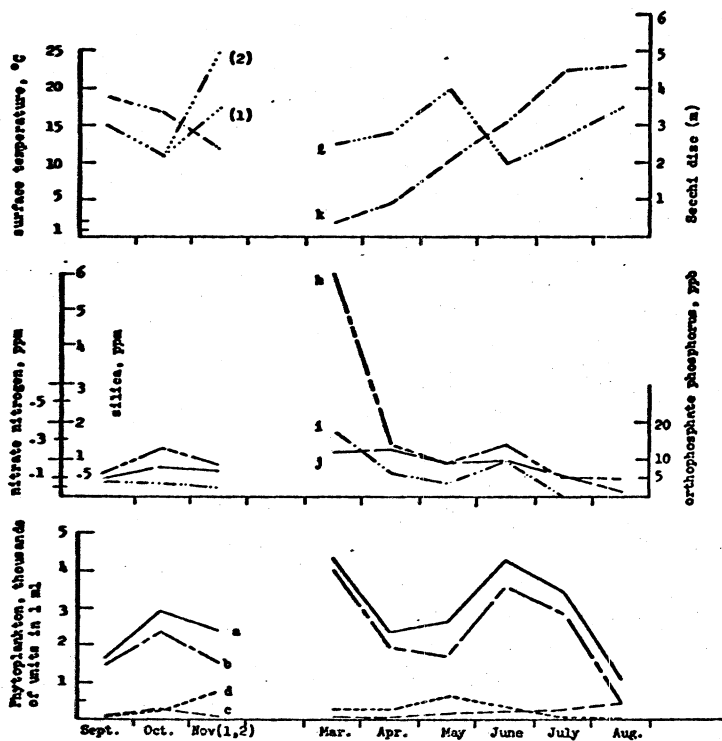 surface temperature, °C
25
20
15
10
5
1
(2)
(1)
g
k
6
5
4
3
2
1
Secchi disc (m)
nitrate nitrogen, ppm
.5
.3
.1
silica, ppm
6
5
4
3
2
1
.5
h
i
j
20
10
5
orthophosphate phosphorus, ppb
Phytoplankton, thousands
of units in 1 ml
5
4
3
2
1
a
b
d
c
Sept. Oct. Nov(1,2) Mar. Apr. May June July Aug.